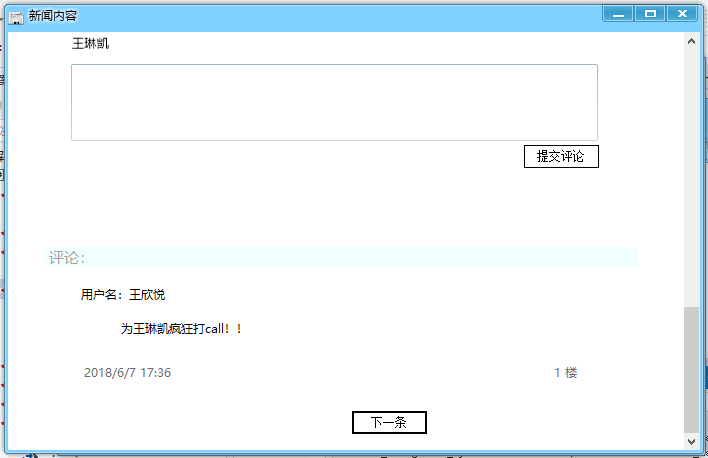 新闻内容
王琳凯
提交评论
评论：
用户名：王欣悦
为王琳凯疯狂打call！！
2018/6/7 17:36
1 楼
下一条